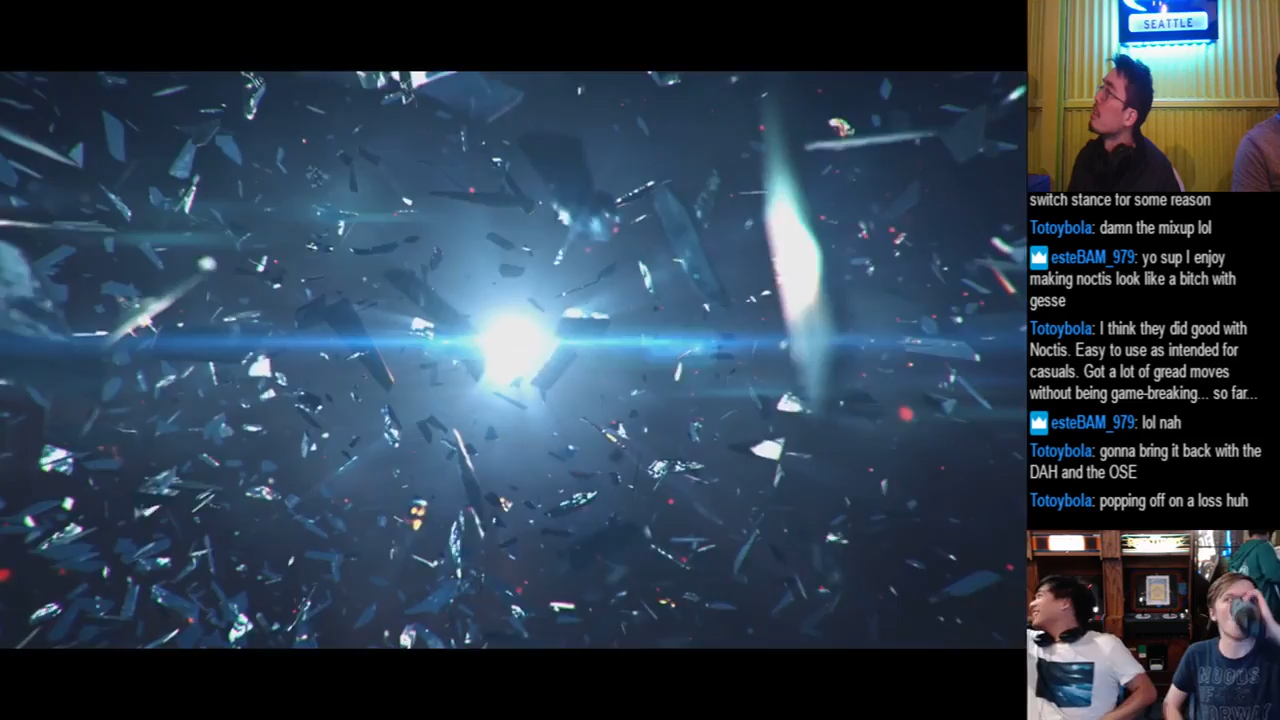 SEATTLE
switch stance for some reason
Totoybola: damn the mixup lol
esteBAM_979: yo sup I enjoy
making noctis look like a bitch with
gesse
Totoybola: I think they did good with
Noctis. Easy to use as intended for
casuals. Got a lot of gread moves
without being game-breaking... so far...
esteBAM_979: lol nah
Totoybola: gonna bring it back with the
DAH and the OSE
Totoybola: popping off on a loss huh